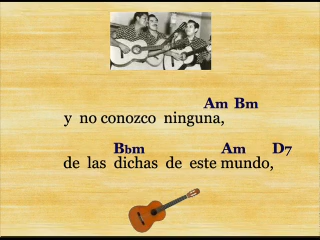 Am Bm
y no conozco ninguna,
Bbm Am D7
de las dichas de este mundo,